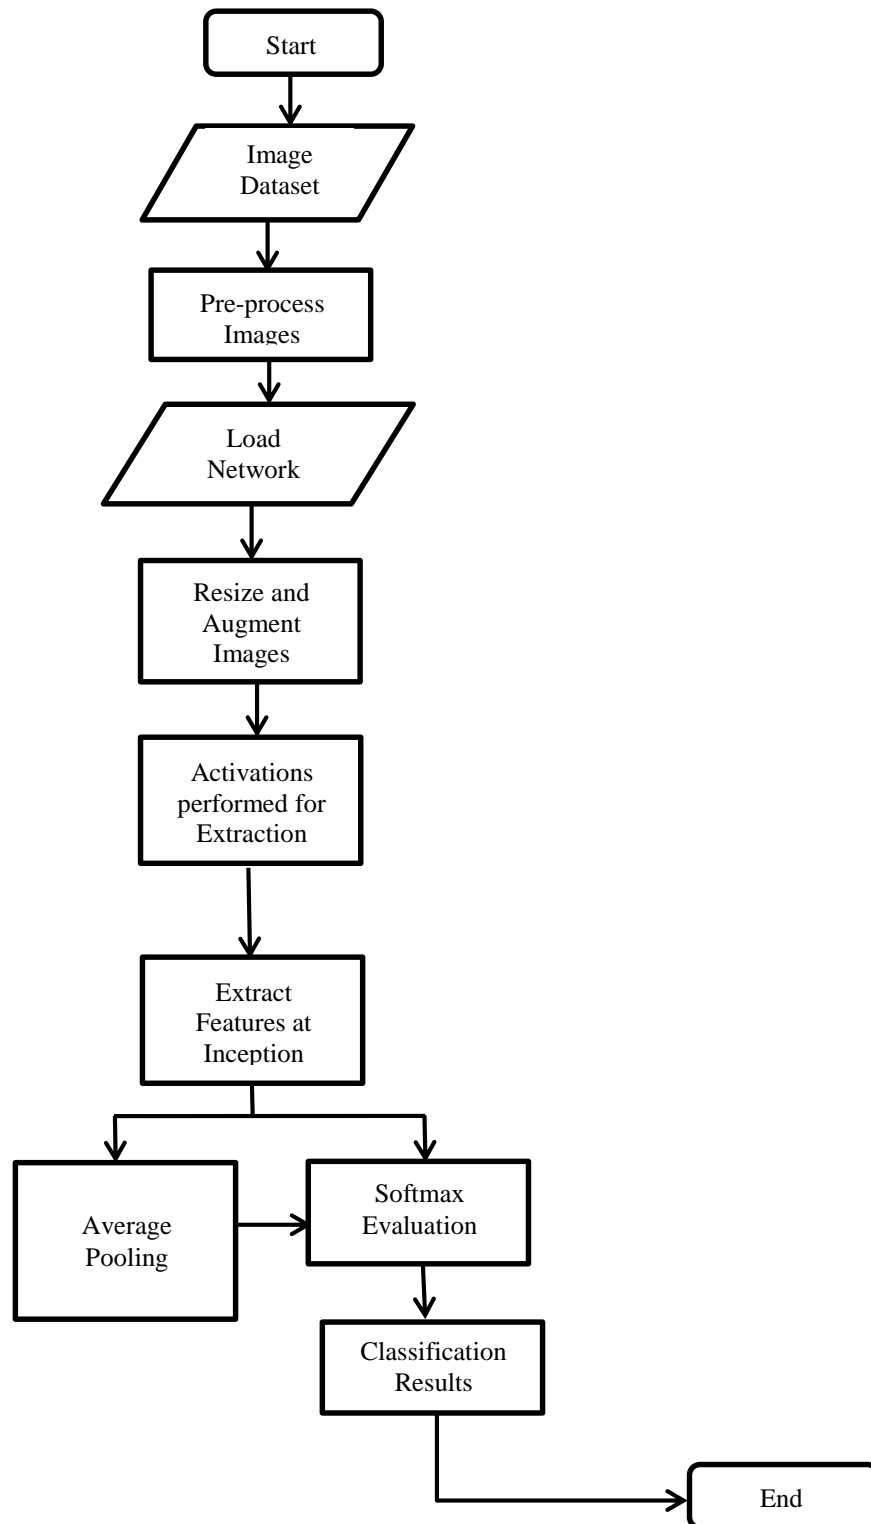 Start
Image
Dataset
Pre-process
Images
Load
Network
Resize and
Augment
Images
Activations
performed for
Extraction
Extract
Features at
Inception
Average
Pooling
Softmax
Evaluation
Classification
Results
End